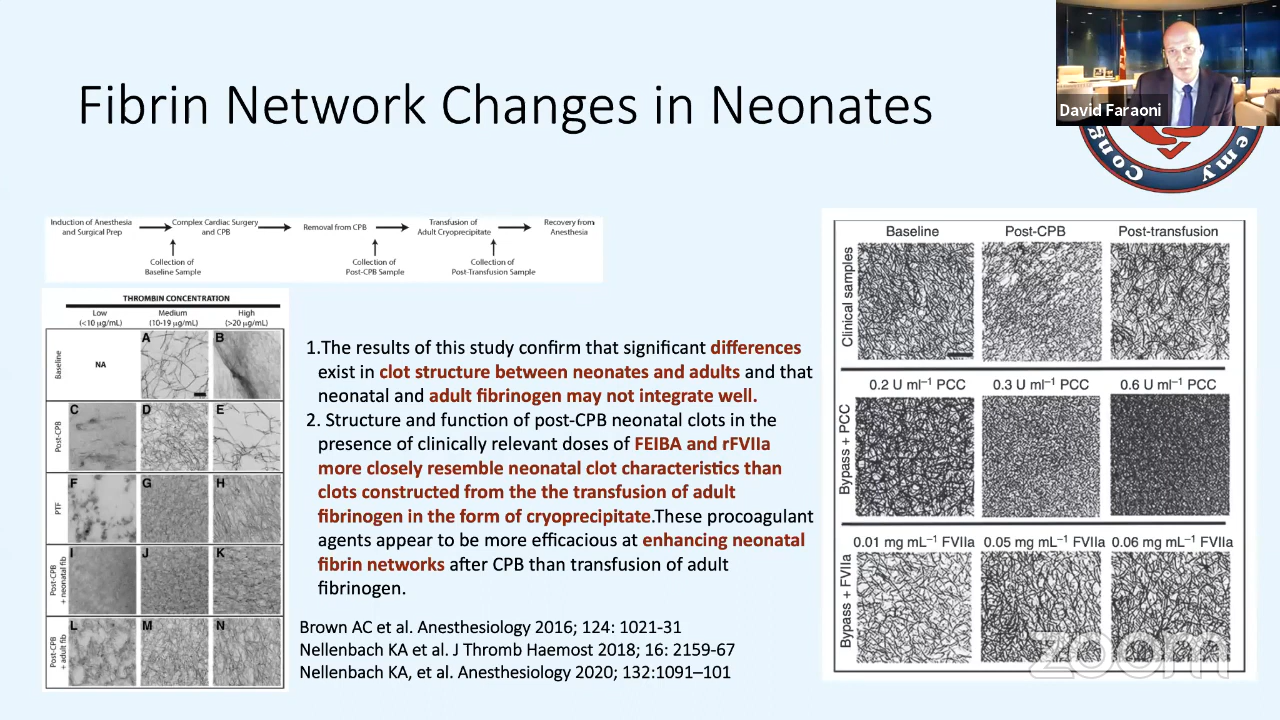 David Faraoni
Cong
lemy
Fibrin Network Changes in Neonates
Induction of Anesthesia
and Surgical Prep
Complex Cardiac Surgery
and CPB
Removal from CPB
Transfusion of
Adult Cryoprecipitate
Recovery from
Anesthesia
Collection of
Baseline Sample
Collection of
Post-CPB Sample
Collection of
Post-Transfusion Sample
THROMBIN CONCENTRATION
Low
(<10 μg/mL)
Medium
(10-19 μg/mL)
High
(>20 μg/mL)
Baseline
NA
A
B
Post-CPB
C
D
E
PTF
F
G
H
Post-CPB
+ neonatal fib
I
J
K
Post-CPB
+ adult fib
L
M
N
1.The results of this study confirm that significant differences
exist in clot structure between neonates and adults and that
neonatal and adult fibrinogen may not integrate well.
2. Structure and function of post-CPB neonatal clots in the
presence of clinically relevant doses of FEIBA and rFVIIa
more closely resemble neonatal clot characteristics than
clots constructed from the the transfusion of adult
fibrinogen in the form of cryoprecipitate.These procoagulant
agents appear to be more efficacious at enhancing neonatal
fibrin networks after CPB than transfusion of adult
fibrinogen.
Brown AC et al. Anesthesiology 2016; 124: 1021-31
Nellenbach KA et al. J Thromb Haemost 2018; 16: 2159-67
Nellenbach KA, et al. Anesthesiology 2020; 132:1091–101
Baseline
Post-CPB
Post-transfusion
Clinical samples
0.2 U ml⁻¹ PCC
0.3 U ml⁻¹ PCC
0.6 U ml⁻¹ PCC
Bypass + PCC
0.01 mg mL⁻¹ FVIIa
0.05 mg mL⁻¹ FVIIa
0.06 mg mL⁻¹ FVIIa
Bypass + FVIIa
zoom